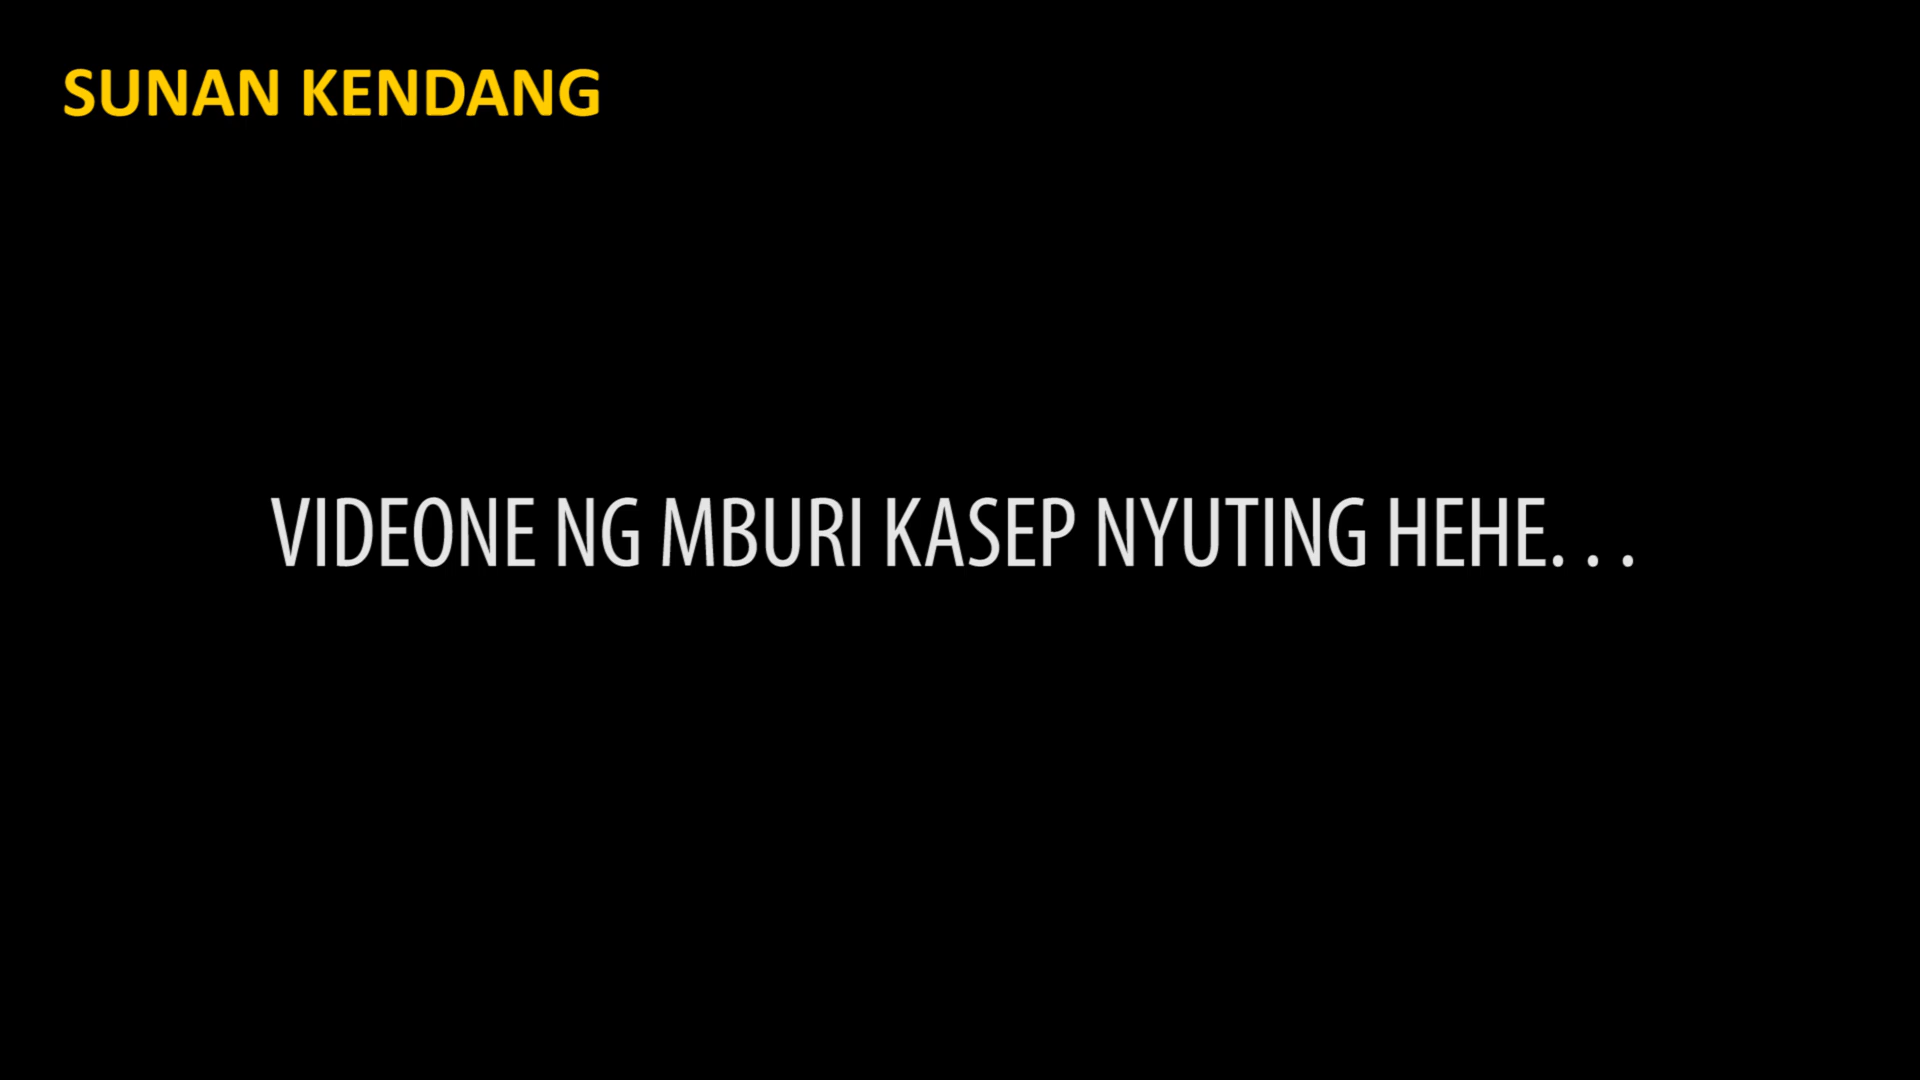 SUNAN KENDANG
VIDEONE NG MBURI KASEP NYUTING HEHE. . .